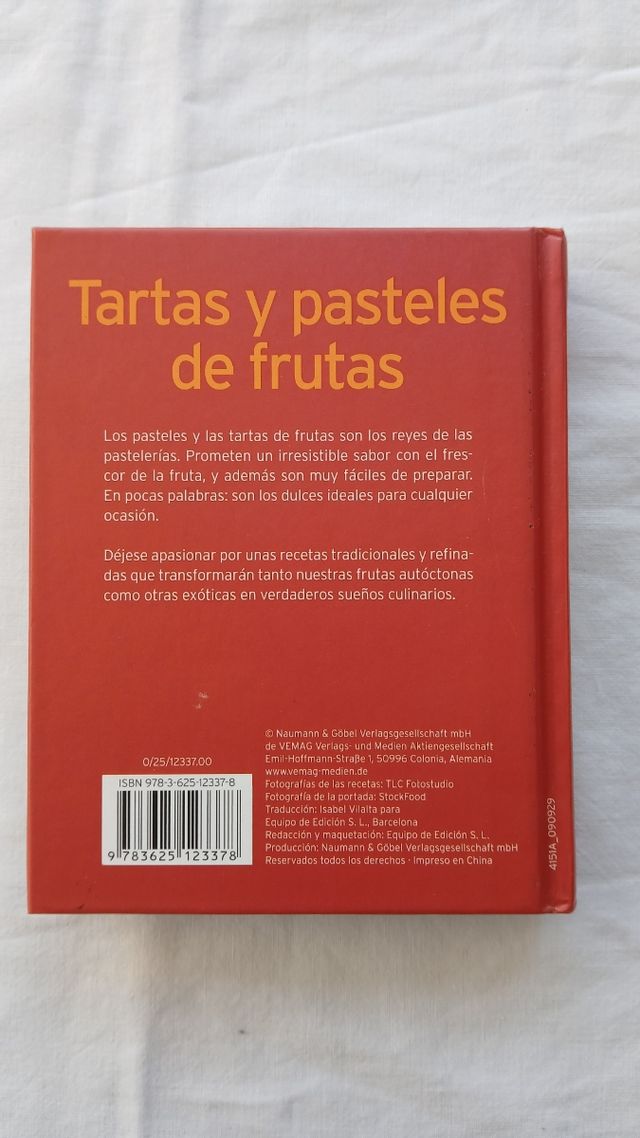 Tartas y pasteles
de frutas
Los pasteles y las tartas de frutas son los reyes de las
pastelerías. Prometen un irresistible sabor con el fres-
cor de la fruta, y además son muy fáciles de preparar.
En pocas palabras: son los dulces ideales para cualquier
ocasión.
Déjese apasionar por unas recetas tradicionales y refina-
das que transformarán tanto nuestras frutas autóctonas
como otras exóticas en verdaderos sueños culinarios.
0/25/12337.00
ISBN 978-3-625-12337-8
9 783625 123378
© Naumann & Göbel Verlagsgesellschaft mbH
de VEMAG Verlags- und Medien Aktiengesellschaft
Emil-Hoffmann-Straße 1, 50996 Colonia, Alemania
www.vemag-medien.de
Fotografías de las recetas: TLC Fotostudio
Fotografía de la portada: StockFood
Traducción: Isabel Vilalta para
Equipo de Edición S. L., Barcelona
Redacción y maquetación: Equipo de Edición S. L.
Producción: Naumann & Göbel Verlagsgesellschaft mbH
Reservados todos los derechos · Impreso en China
4151A_090929